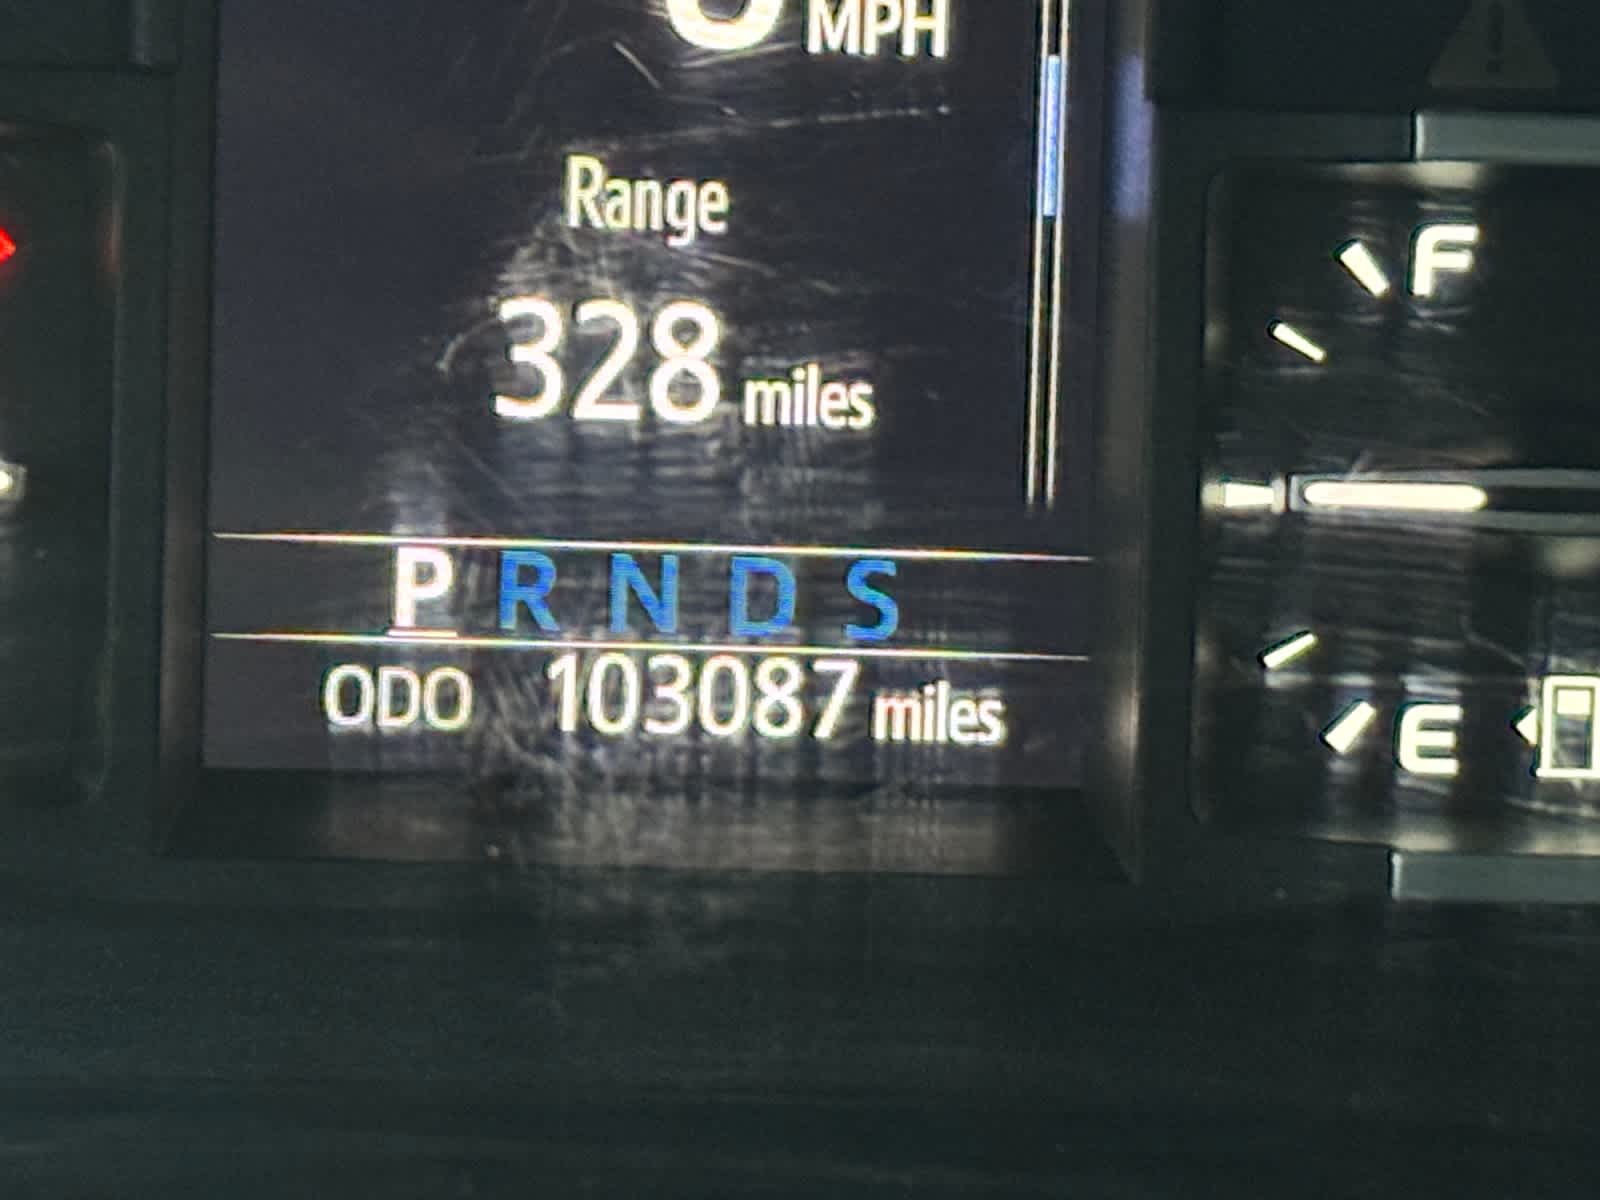 MPH
Range
328 miles
P R N D S
ODO 103087 miles
F
E